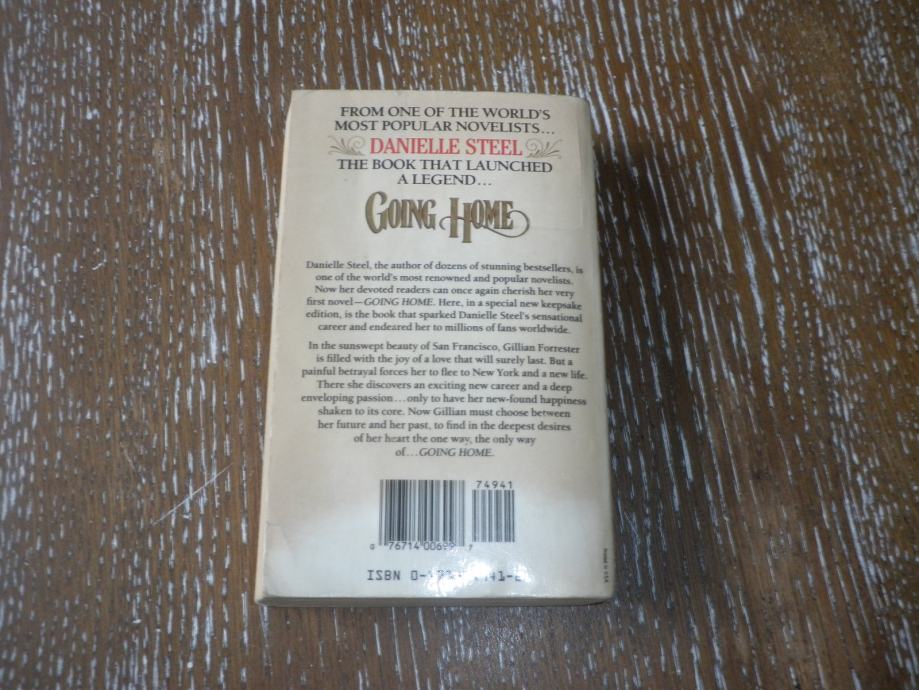 FROM ONE OF THE WORLD'S
MOST POPULAR NOVELISTS...
DANIELLE STEEL
THE BOOK THAT LAUNCHED
A LEGEND...
GOING HOME
Danielle Steel, the author of dozens of stunning bestsellers, is
one of the world's most renowned and popular novelists.
Now her devoted readers can once again cherish her very
first novel—GOING HOME. Here, in a special new keepsake
edition, is the book that sparked Danielle Steel's sensational
career and endeared her to millions of fans worldwide.
In the sunswept beauty of San Francisco, Gillian Forrester
is filled with the joy of a love that will surely last. But a
painful betrayal forces her to flee to New York and a new life.
There she discovers an exciting new career and a deep
enveloping passion...only to have her new-found happiness
shaken to its core. Now Gillian must choose between
her future and her past, to find in the deepest desires
of her heart the one way, the only way
of...GOING HOME.
74941
0 76714 00699 7
ISBN 0-